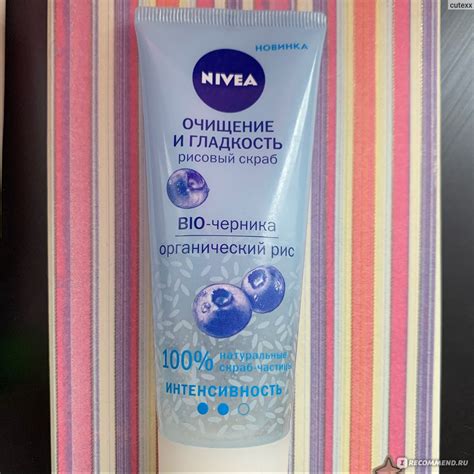 cutexx
НОВИНКА
NIVEA
ОЧИЩЕНИЕ
И ГЛАДКОСТЬ
рисовый скраб
BIO-черника
органический рис
100% натуральные
скраб-частицы
ИНТЕНСИВНОСТЬ
RECOMMEND.RU